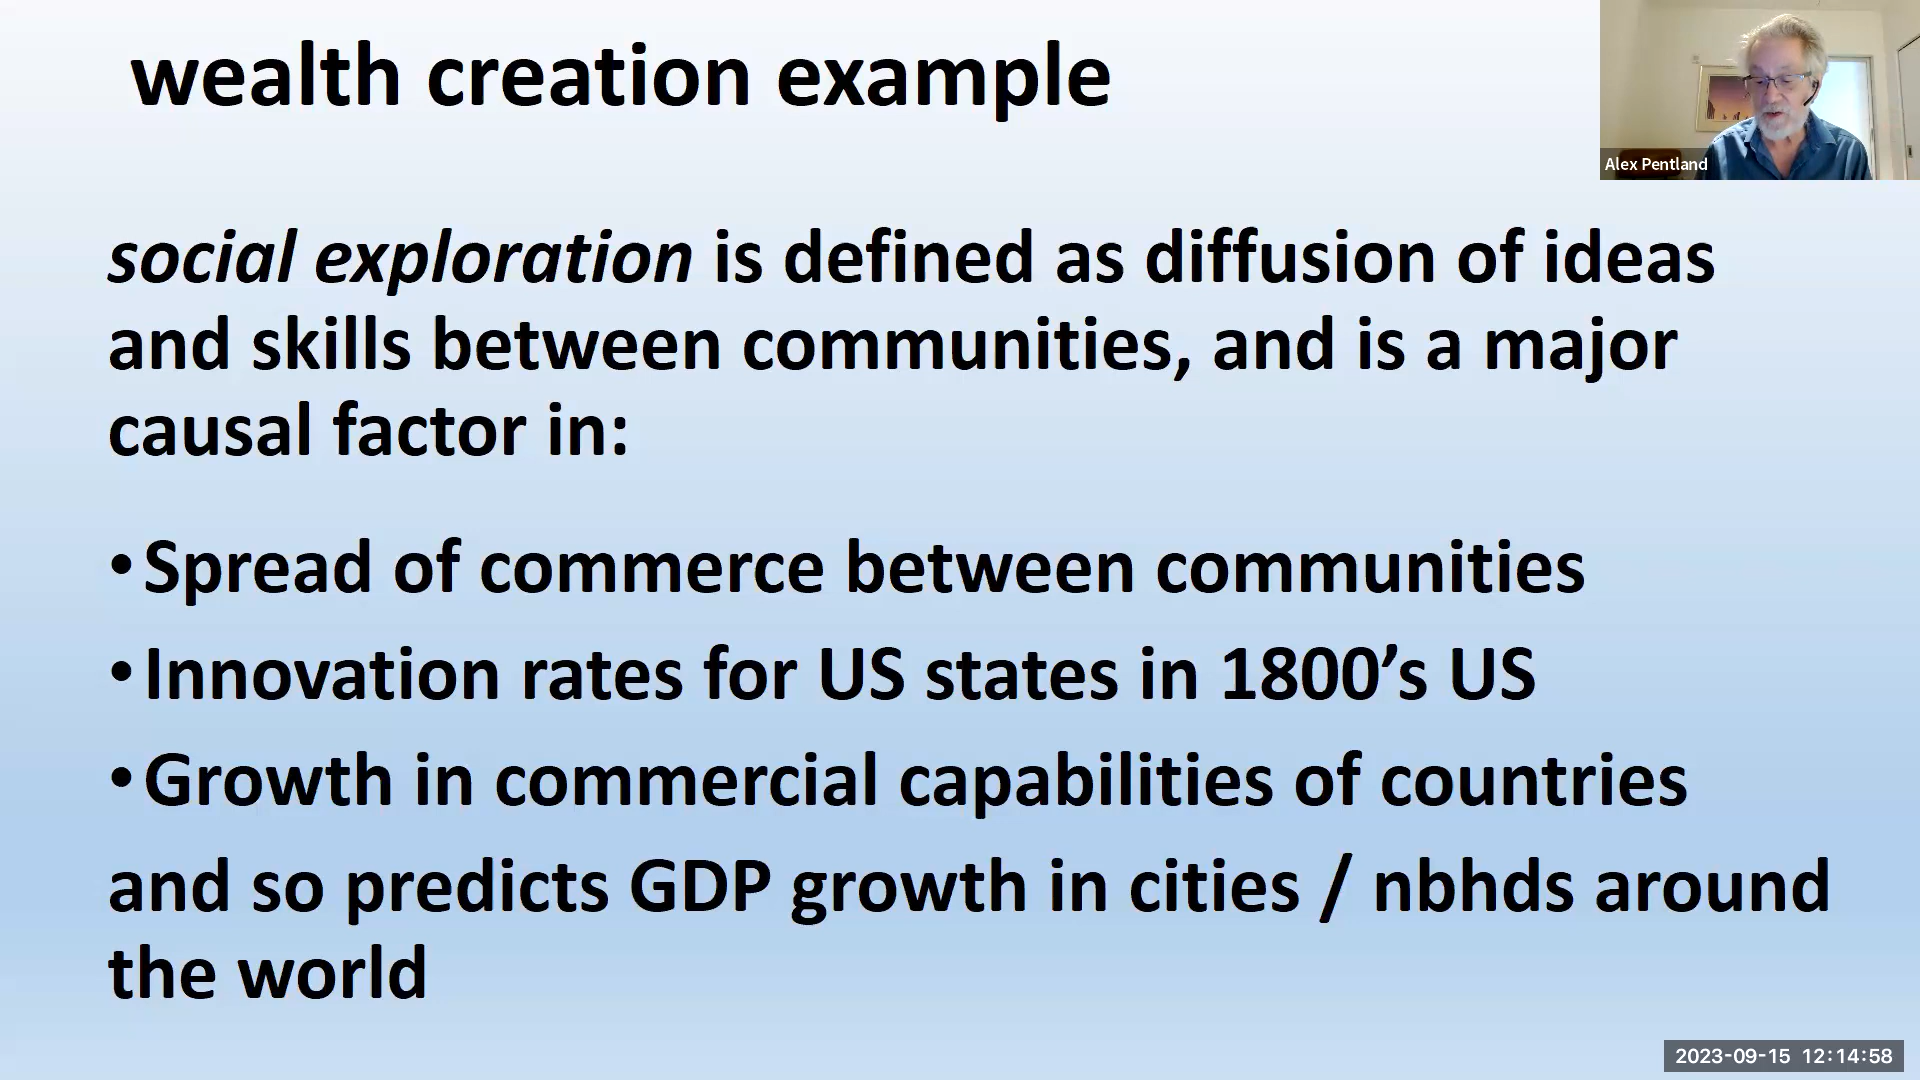 wealth creation example
Alex Pentland
social exploration is defined as diffusion of ideas
and skills between communities, and is a major
causal factor in:
•Spread of commerce between communities
•Innovation rates for US states in 1800’s US
•Growth in commercial capabilities of countries
and so predicts GDP growth in cities / nbhds around
the world
2023-09-15 12:14:58